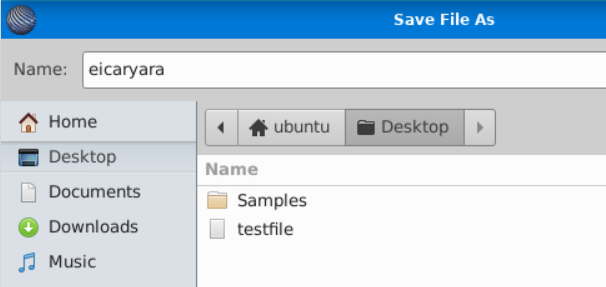 Save File As
Name: eicaryara
Home
Desktop
Documents
Downloads
Music
ubuntu Desktop
Name
Samples
testfile